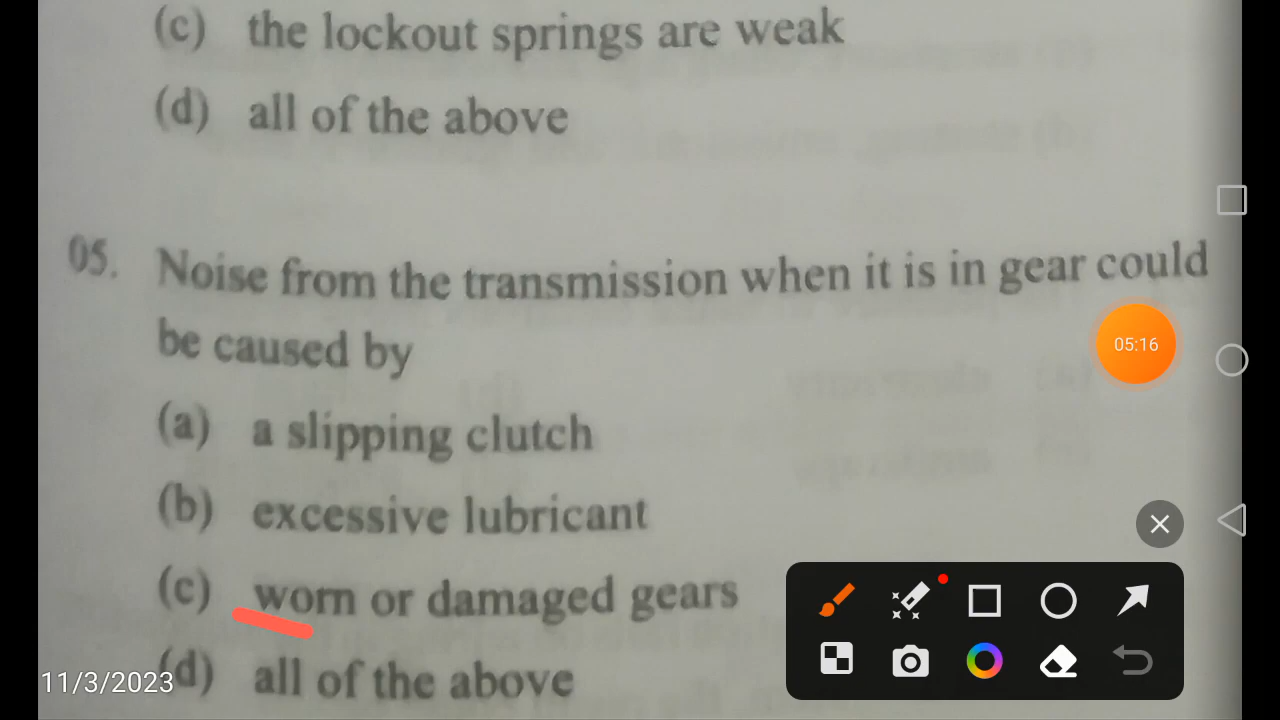 (c) the lockout springs are weak
(d) all of the above
05. Noise from the transmission when it is in gear could
be caused by
05:16
(a) a slipping clutch
(b) excessive lubricant
(c) worn or damaged gears
(d) all of the above
11/3/2023